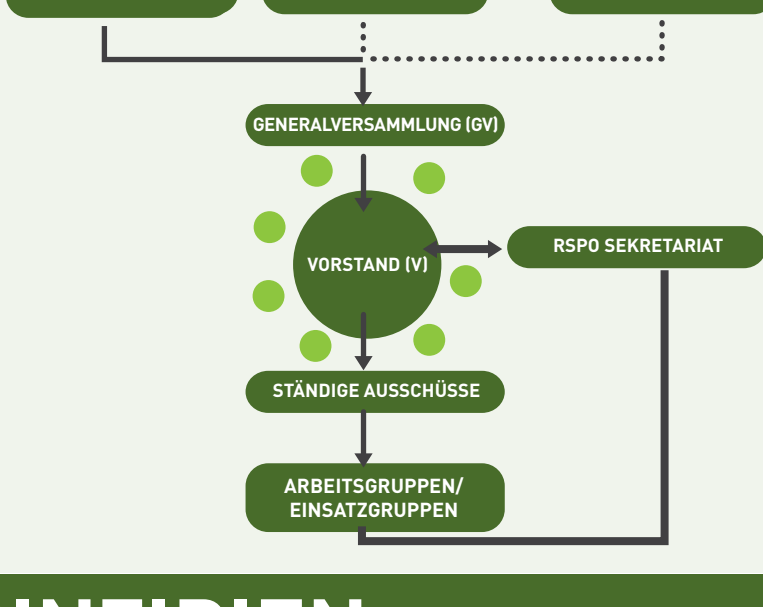 GENERALVERSAMMLUNG (GV)
VORSTAND (V)
RSPO SEKRETARIAT
STÄNDIGE AUSSCHÜSSE
ARBEITSGRUPPEN/
EINSATZGRUPPEN